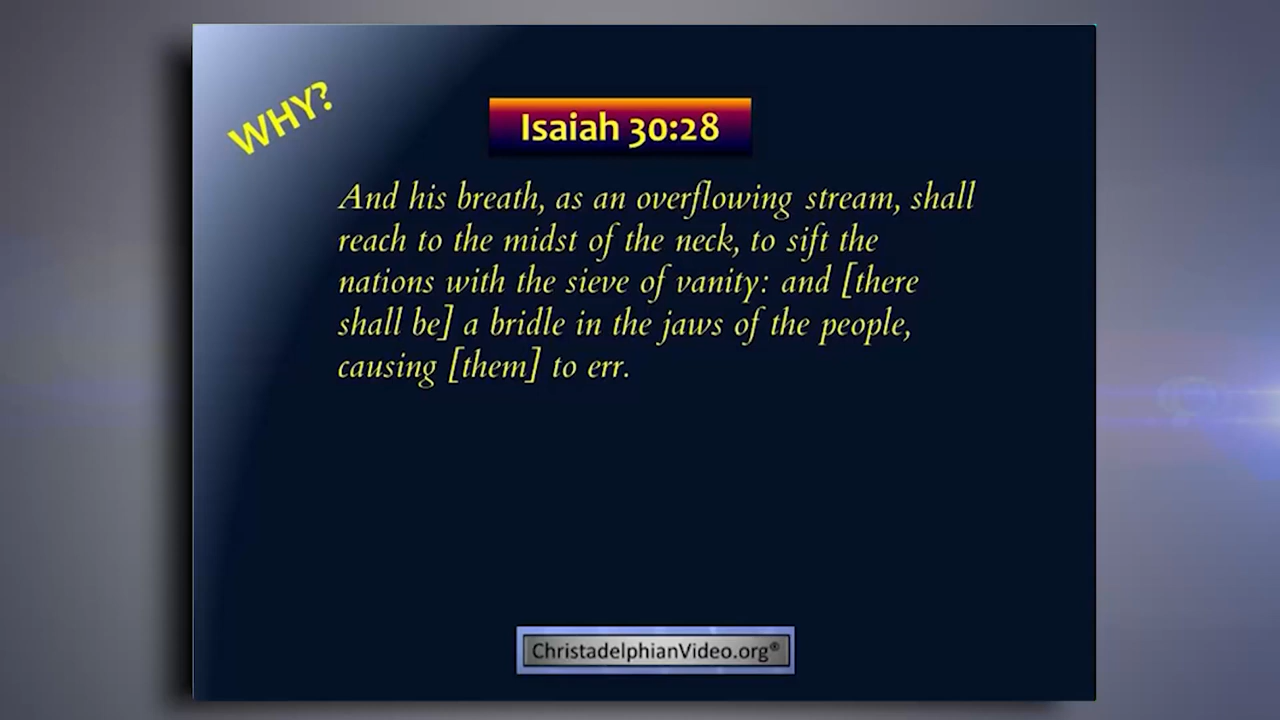 WHY?
Isaiah 30:28
And his breath, as an overflowing stream, shall
reach to the midst of the neck, to sift the
nations with the sieve of vanity: and [there
shall be] a bridle in the jaws of the people,
causing [them] to err.
ChristadelphianVideo.org®